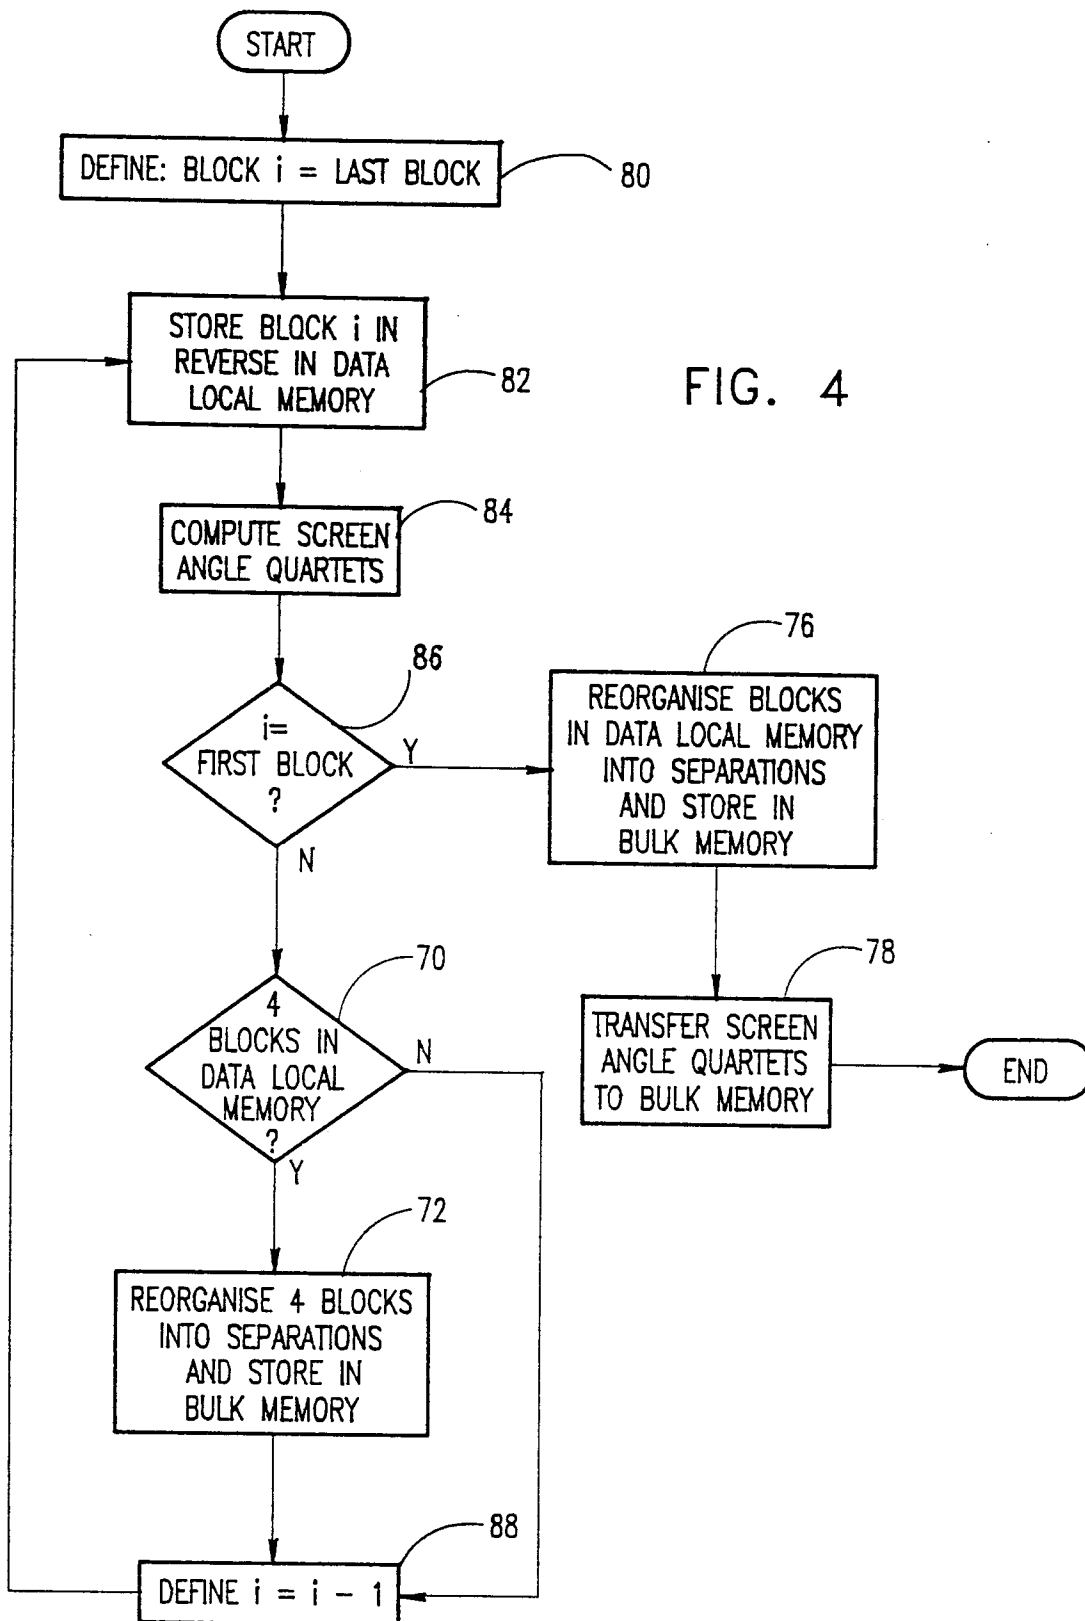 START
DEFINE: BLOCK i = LAST BLOCK
80
STORE BLOCK i IN
REVERSE IN DATA
LOCAL MEMORY
82
FIG. 4
COMPUTE SCREEN
ANGLE QUARTETS
84
i=
FIRST BLOCK
?
86
Y
N
REORGANISE BLOCKS
IN DATA LOCAL MEMORY
INTO SEPARATIONS
AND STORE IN
BULK MEMORY
76
4
BLOCKS IN
DATA LOCAL
MEMORY
?
70
N
Y
TRANSFER SCREEN
ANGLE QUARTETS
TO BULK MEMORY
78
END
REORGANISE 4 BLOCKS
INTO SEPARATIONS
AND STORE IN
BULK MEMORY
72
DEFINE i = i - 1
88